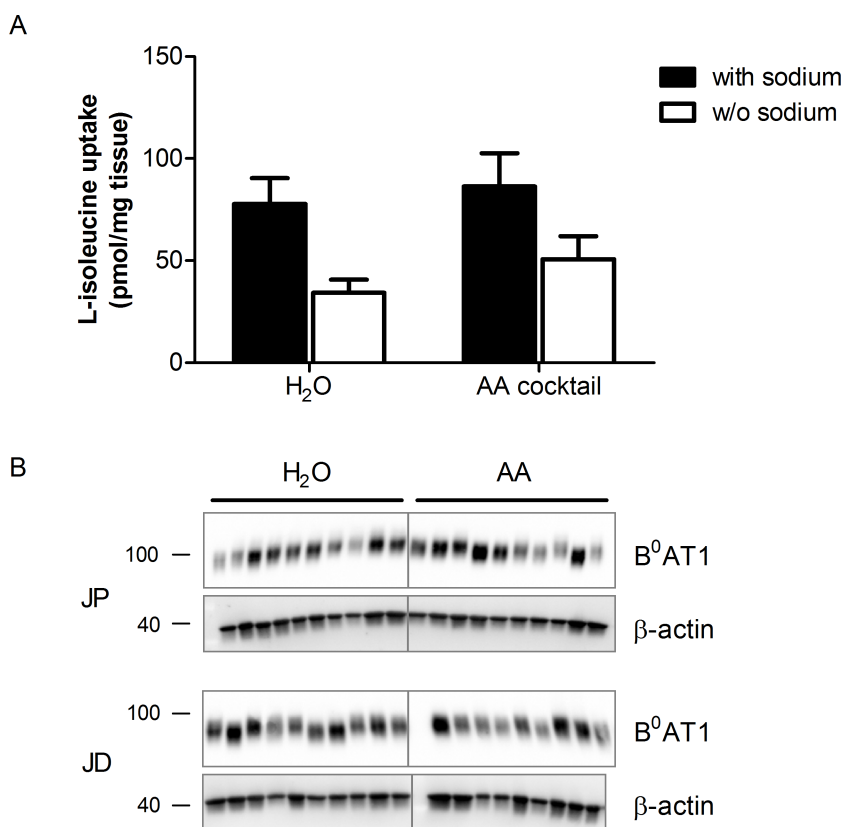 A
150
100
50
0
L-isoleucine uptake
(pmol/mg tissue)
with sodium
w/o sodium
H₂O
AA cocktail
B
H₂O
AA
JP
100
B⁰AT1
40
β-actin
JD
100
B⁰AT1
40
β-actin